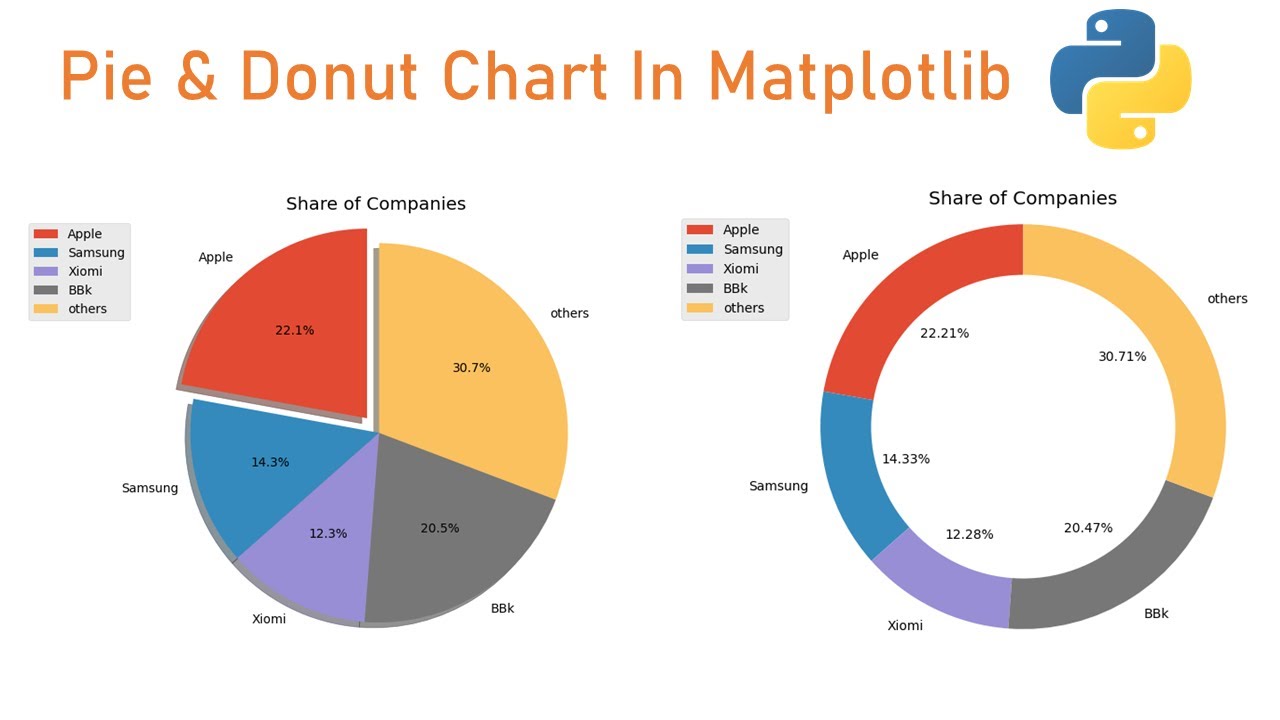 Pie & Donut Chart In Matplotlib
Share of Companies
Apple
Samsung
Xiomi
BBk
others
Apple
others
22.1%
30.7%
14.3%
Samsung
12.3%
20.5%
Xiomi
BBk
Share of Companies
Apple
Samsung
Xiomi
BBk
others
Apple
others
22.21%
30.71%
14.33%
Samsung
12.28%
20.47%
Xiomi
BBk